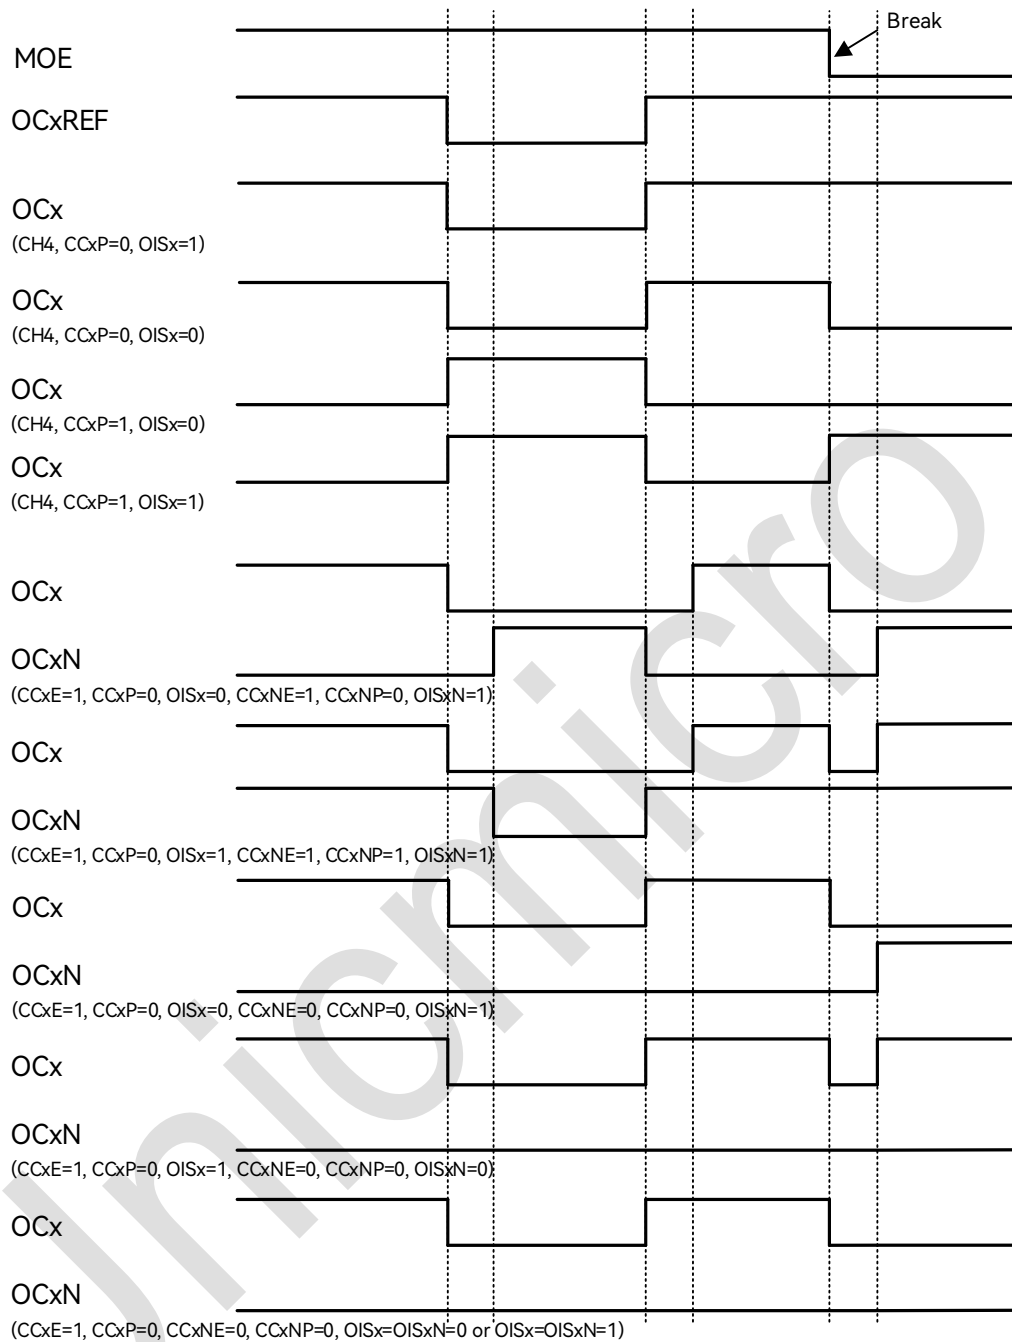 Break
MOE
OCxREF
OCx
(CH4, CCxP=0, OISx=1)
OCx
(CH4, CCxP=0, OISx=0)
OCx
(CH4, CCxP=1, OISx=0)
OCx
(CH4, CCxP=1, OISx=1)
OCx
OCxN
(CCxE=1, CCxP=0, OISx=0, CCxNE=1, CCxNP=0, OISxN=1)
OCx
OCxN
(CCxE=1, CCxP=0, OISx=1, CCxNE=1, CCxNP=1, OISxN=1)
OCx
OCxN
(CCxE=1, CCxP=0, OISx=0, CCxNE=0, CCxNP=0, OISxN=1)
OCx
OCxN
(CCxE=1, CCxP=0, OISx=1, CCxNE=0, CCxNP=0, OISxN=0)
OCx
OCxN
(CCxE=1, CCxP=0, CCxNE=0, CCxNP=0, OISx=OISxN=0 or OISx=OISxN=1)
Unicmicro